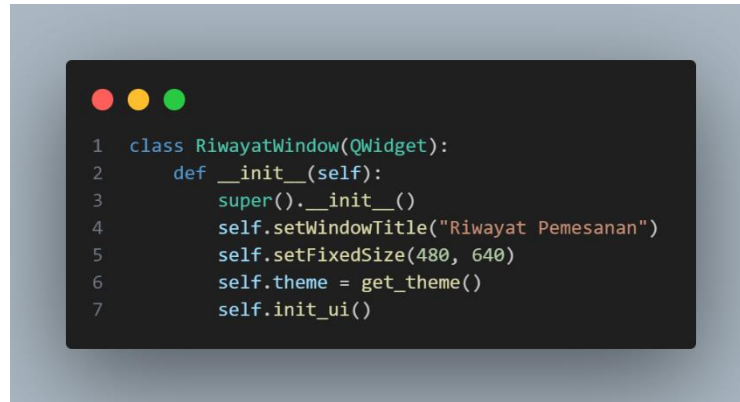 1 class RiwayatWindow(QWidget):
2     def __init__(self):
3         super().__init__()
4         self.setWindowTitle("Riwayat Pemesanan")
5         self.setFixedSize(480, 640)
6         self.theme = get_theme()
7         self.init_ui()